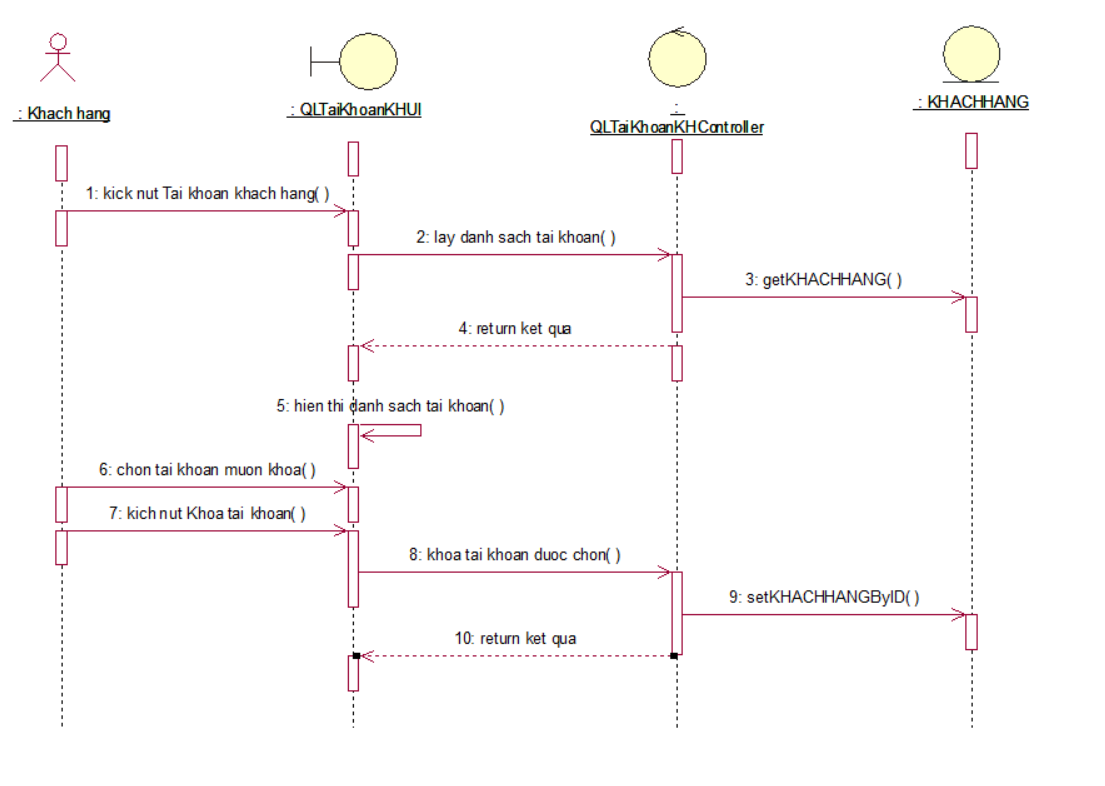 : Khach hang
: QLTaiKhoanKHUI
:
QLTaiKhoanKHController
: KHACHHANG
1: kick nut Tai khoan khach hang( )
2: lay danh sach tai khoan( )
3: getKHACHHANG( )
4: return ket qua
5: hien thi danh sach tai khoan( )
6: chon tai khoan muon khoa( )
7: kich nut Khoa tai khoan( )
8: khoa tai khoan duoc chon( )
9: setKHACHHANGByID( )
10: return ket qua